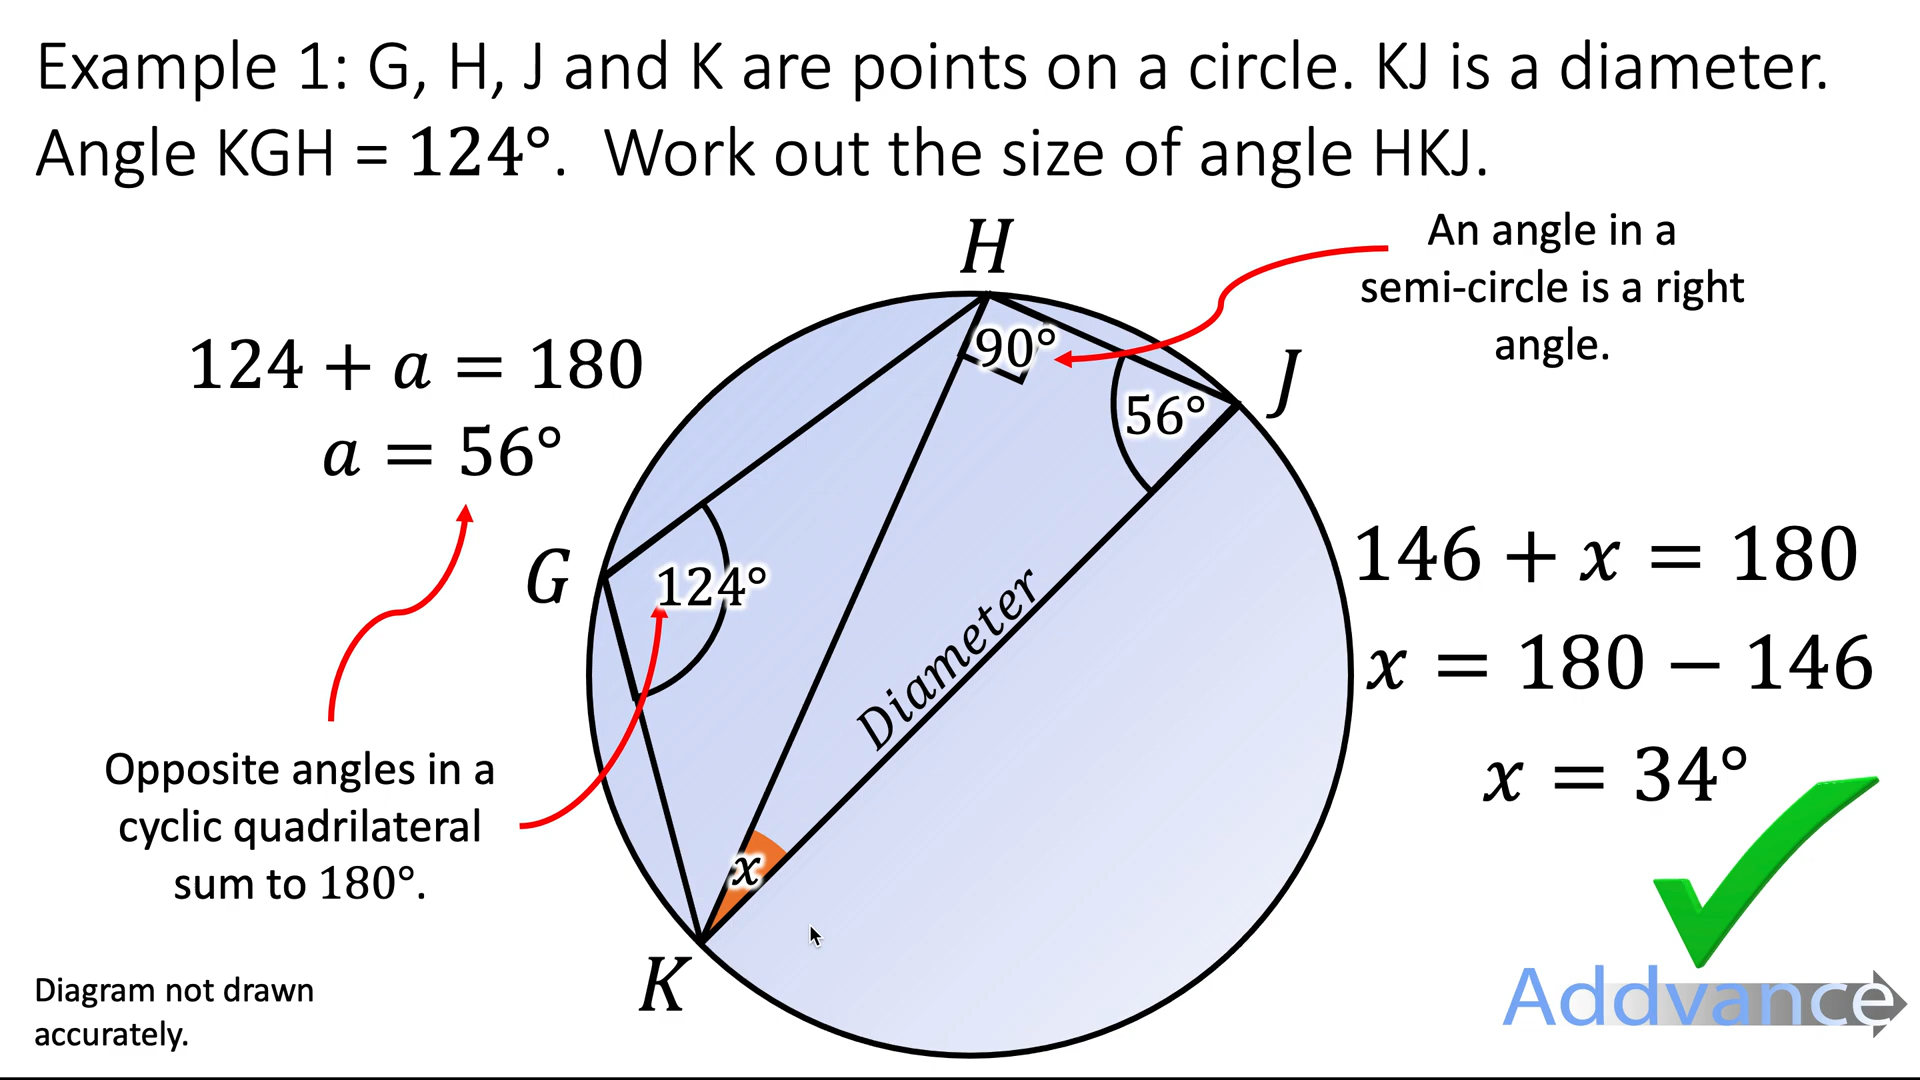 Example 1: G, H, J and K are points on a circle. KJ is a diameter.
Angle KGH = 124°. Work out the size of angle HKJ.
H
An angle in a
semi-circle is a right
angle.
124 + a = 180
a = 56°
90°
J
56°
G
124°
Diameter
146 + x = 180
x = 180 − 146
x = 34°
Opposite angles in a
cyclic quadrilateral
sum to 180°.
x
K
Diagram not drawn
accurately.
Addvance